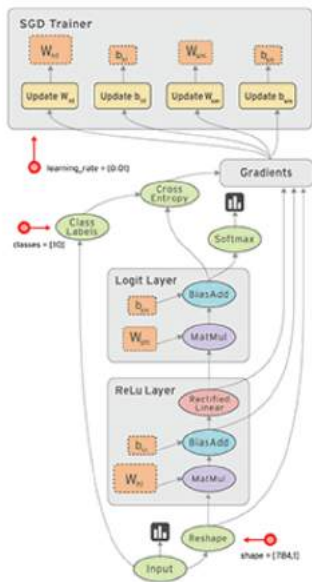 SGD Trainer
Update
Update
Update
Update
learning_rate = [0.01]
Gradients
Cross
Entropy
Class
Labels
classes = [10]
Softmax
Logit Layer
BiasAdd
MatMul
ReLu Layer
Rectified
Linear
BiasAdd
MatMul
Reshape
shape = [784,1]
Input